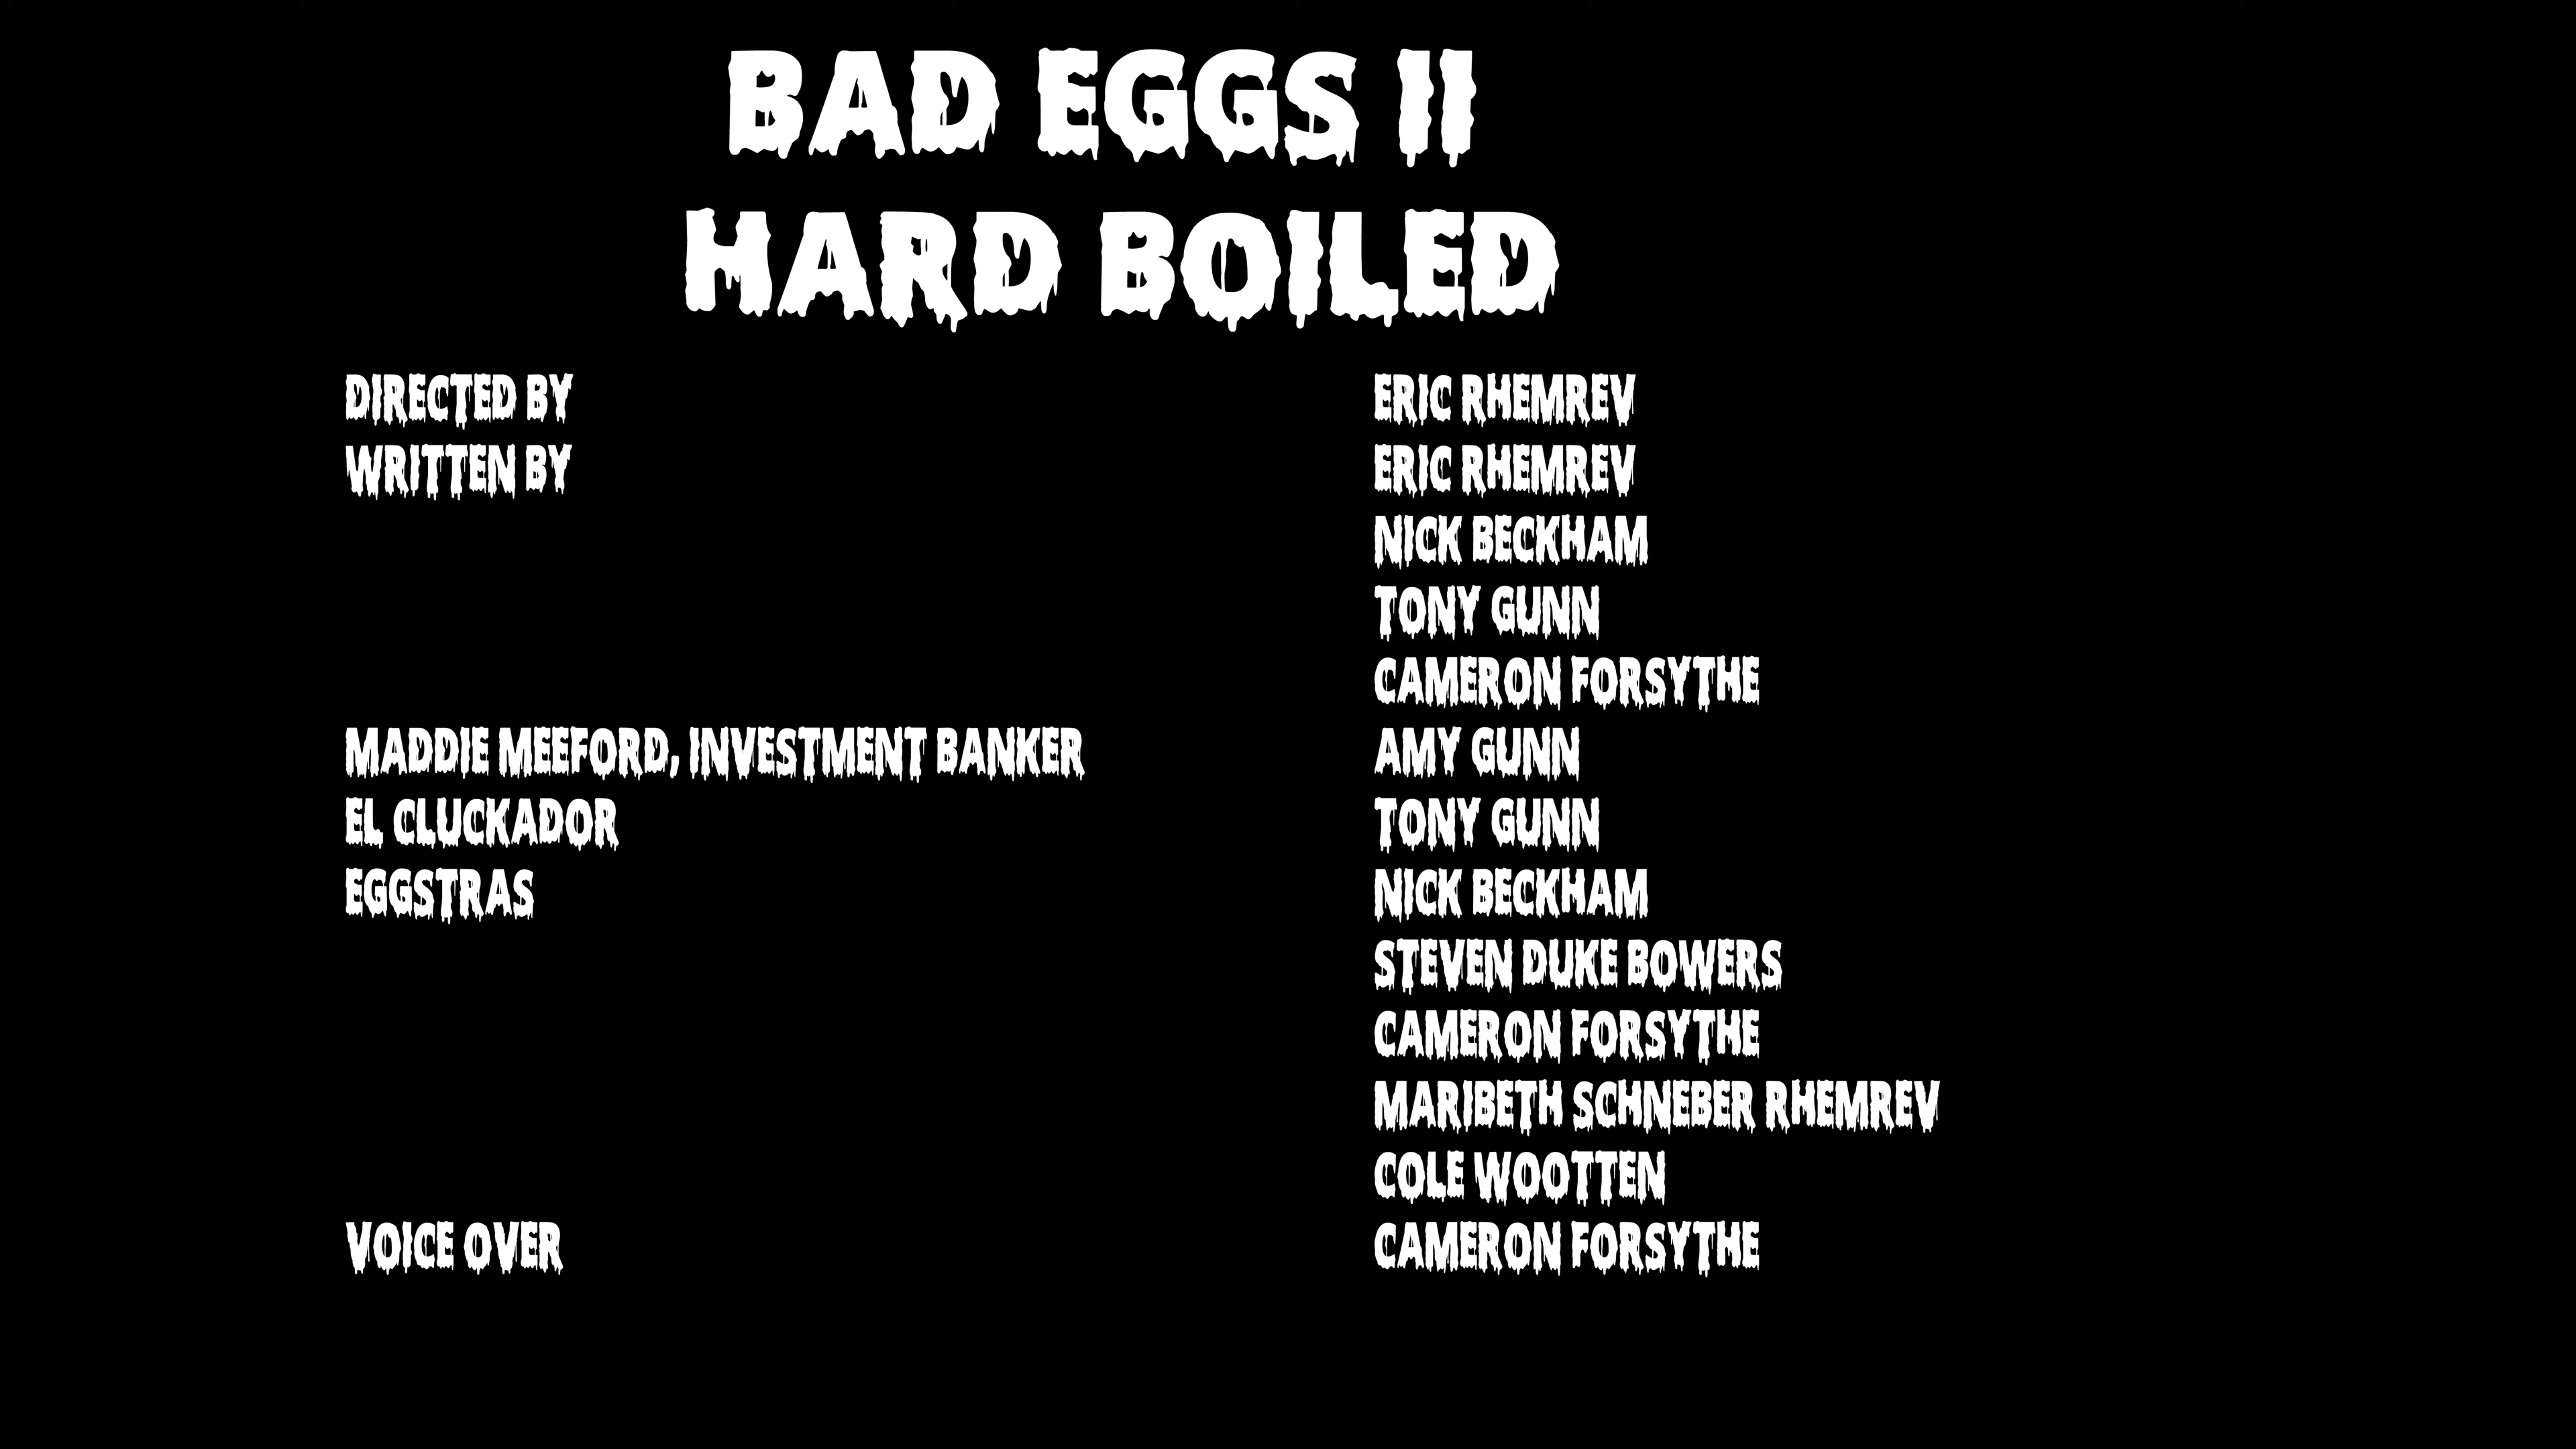 BAD EGGS II
HARD BOILED
DIRECTED BY ERIC RHEMREV
WRITTEN BY ERIC RHEMREV
NICK BECKHAM
TONY GUNN
CAMERON FORSYTHE
MADDIE MEEFORD, INVESTMENT BANKER AMY GUNN
EL CLUCKADOR TONY GUNN
EGGSTRAS NICK BECKHAM
STEVEN DUKE BOWERS
CAMERON FORSYTHE
MARIBETH SCHNEBER RHEMREV
COLE WOOTTEN
VOICE OVER CAMERON FORSYTHE